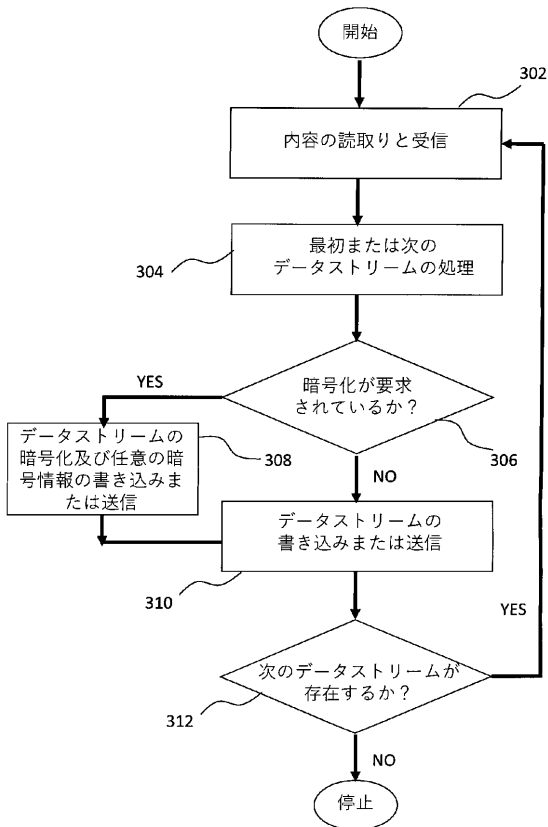 開始
302
内容の読取りと受信
最初または次の
データストリームの処理
304
暗号化が要求
されているか？
306
YES
データストリームの
暗号化及び任意の暗
号情報の書き込みま
たは送信
308
NO
データストリームの
書き込みまたは送信
310
YES
次のデータストリームが
存在するか？
312
NO
停止